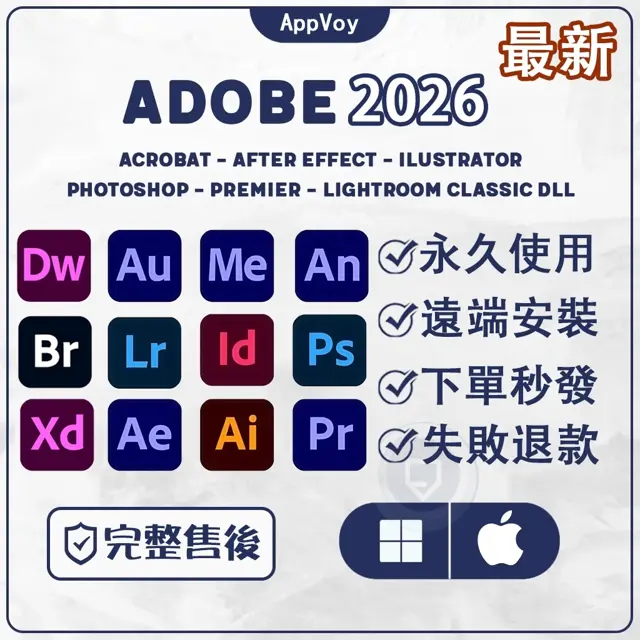 AppVoy
最新
ADOBE 2026
ACROBAT - AFTER EFFECT - ILUSTRATOR
PHOTOSHOP - PREMIER - LIGHTROOM CLASSIC DLL
Dw Au Me An
永久使用
Br Lr Id Ps
遠端安裝
Xd Ae Ai Pr
下單秒發
失敗退款
完整售後